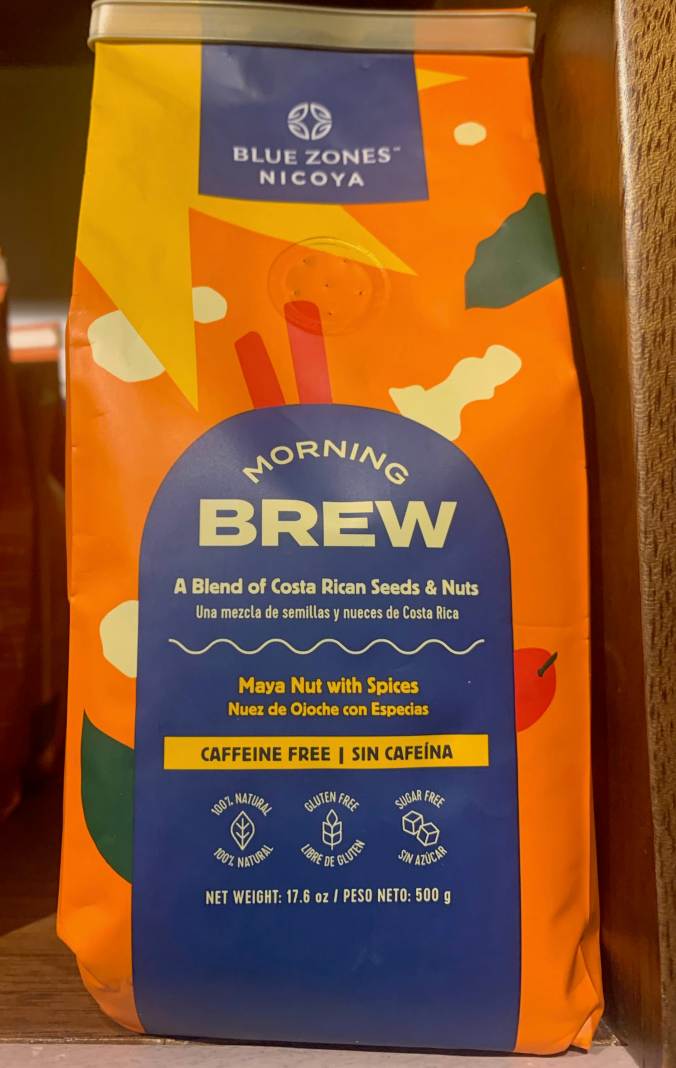 BLUE ZONES℠
NICOYA
MORNING
BREW
A Blend of Costa Rican Seeds & Nuts
Una mezcla de semillas y nueces de Costa Rica
Maya Nut with Spices
Nuez de Ojoche con Especias
CAFFEINE FREE | SIN CAFEÍNA
100% NATURAL
100% NATURAL
GLUTEN FREE
LIBRE DE GLUTEN
SUGAR FREE
SIN AZÚCAR
NET WEIGHT: 17.6 oz / PESO NETO: 500 g